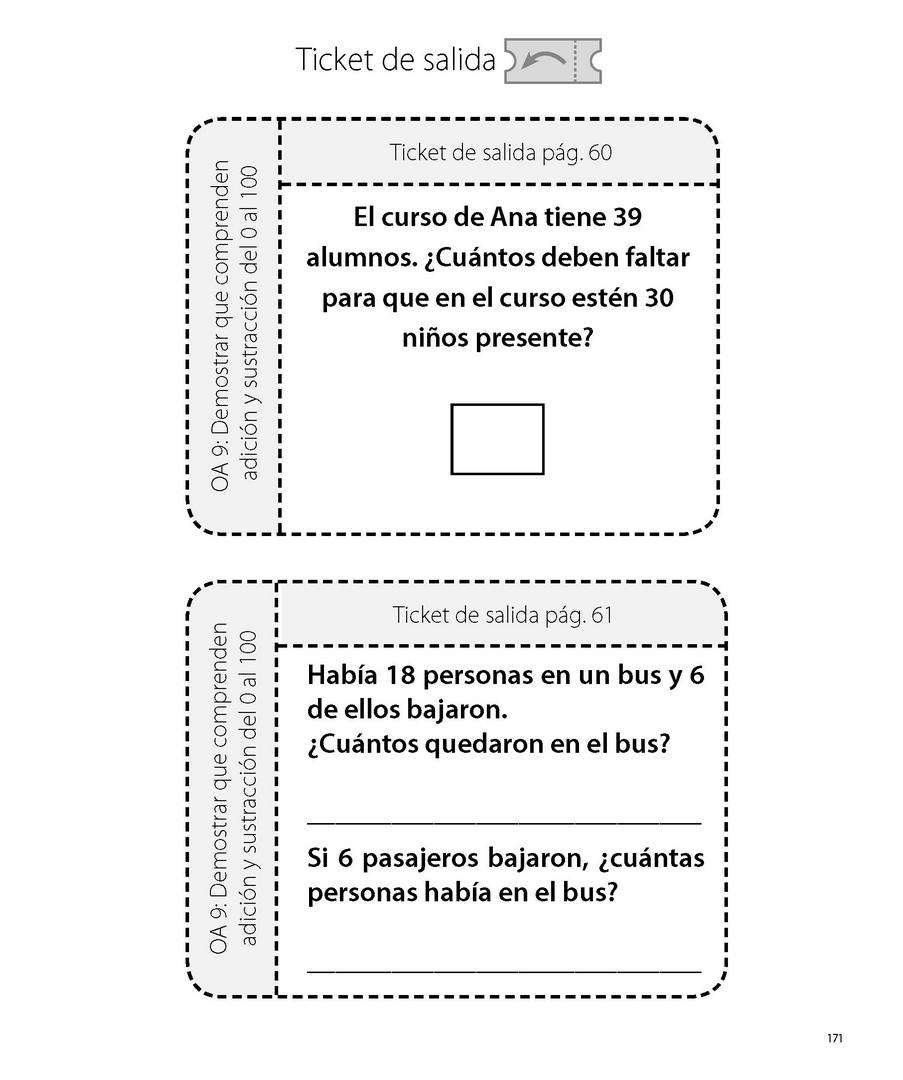 Ticket de salida
OA 9: Demostrar que comprenden
adición y sustracción del 0 al 100
Ticket de salida pág. 60
El curso de Ana tiene 39
alumnos. ¿Cuántos deben faltar
para que en el curso estén 30
niños presente?
OA 9: Demostrar que comprenden
adición y sustracción del 0 al 100
Ticket de salida pág. 61
Había 18 personas en un bus y 6
de ellos bajaron.
¿Cuántos quedaron en el bus?
Si 6 pasajeros bajaron, ¿cuántas
personas había en el bus?
171